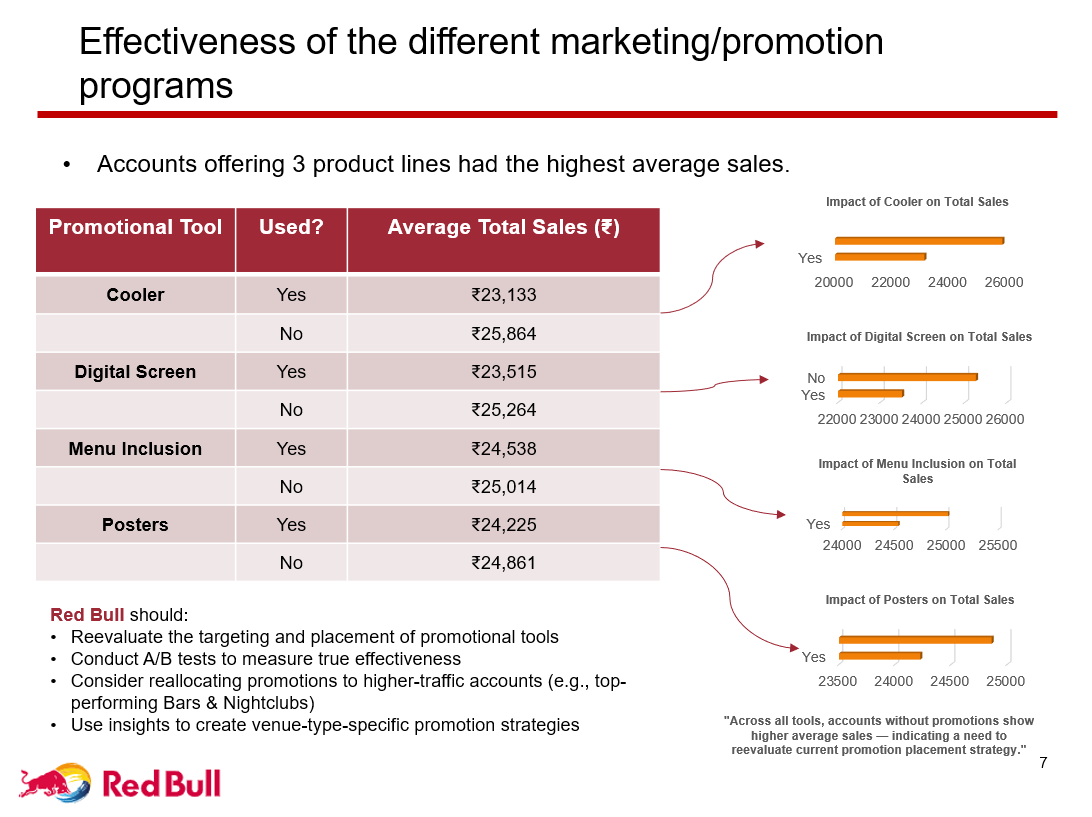 Effectiveness of the different marketing/promotion
programs
• Accounts offering 3 product lines had the highest average sales.
Promotional Tool Used? Average Total Sales (₹)
Cooler Yes ₹23,133
No ₹25,864
Digital Screen Yes ₹23,515
No ₹25,264
Menu Inclusion Yes ₹24,538
No ₹25,014
Posters Yes ₹24,225
No ₹24,861
Impact of Cooler on Total Sales
Yes
20000 22000 24000 26000
Impact of Digital Screen on Total Sales
No
Yes
22000 23000 24000 25000 26000
Impact of Menu Inclusion on Total
Sales
Yes
24000 24500 25000 25500
Impact of Posters on Total Sales
Yes
23500 24000 24500 25000
"Across all tools, accounts without promotions show
higher average sales — indicating a need to
reevaluate current promotion placement strategy."
Red Bull should:
• Reevaluate the targeting and placement of promotional tools
• Conduct A/B tests to measure true effectiveness
• Consider reallocating promotions to higher-traffic accounts (e.g., top-
performing Bars & Nightclubs)
• Use insights to create venue-type-specific promotion strategies
7
Red Bull